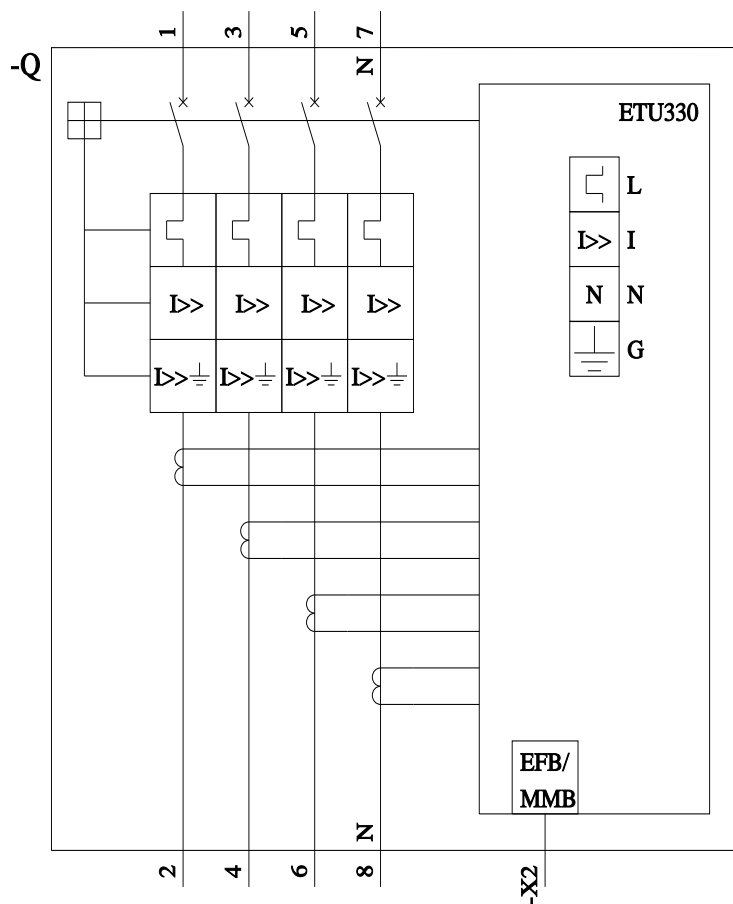 1 3 5 7
N
-Q
ETU330
L
I>> I
N N
G
I>> I>> I>> I>>
I>> I>> I>> I>>
EFB/
MMB
N
2 4 6 8
-X2